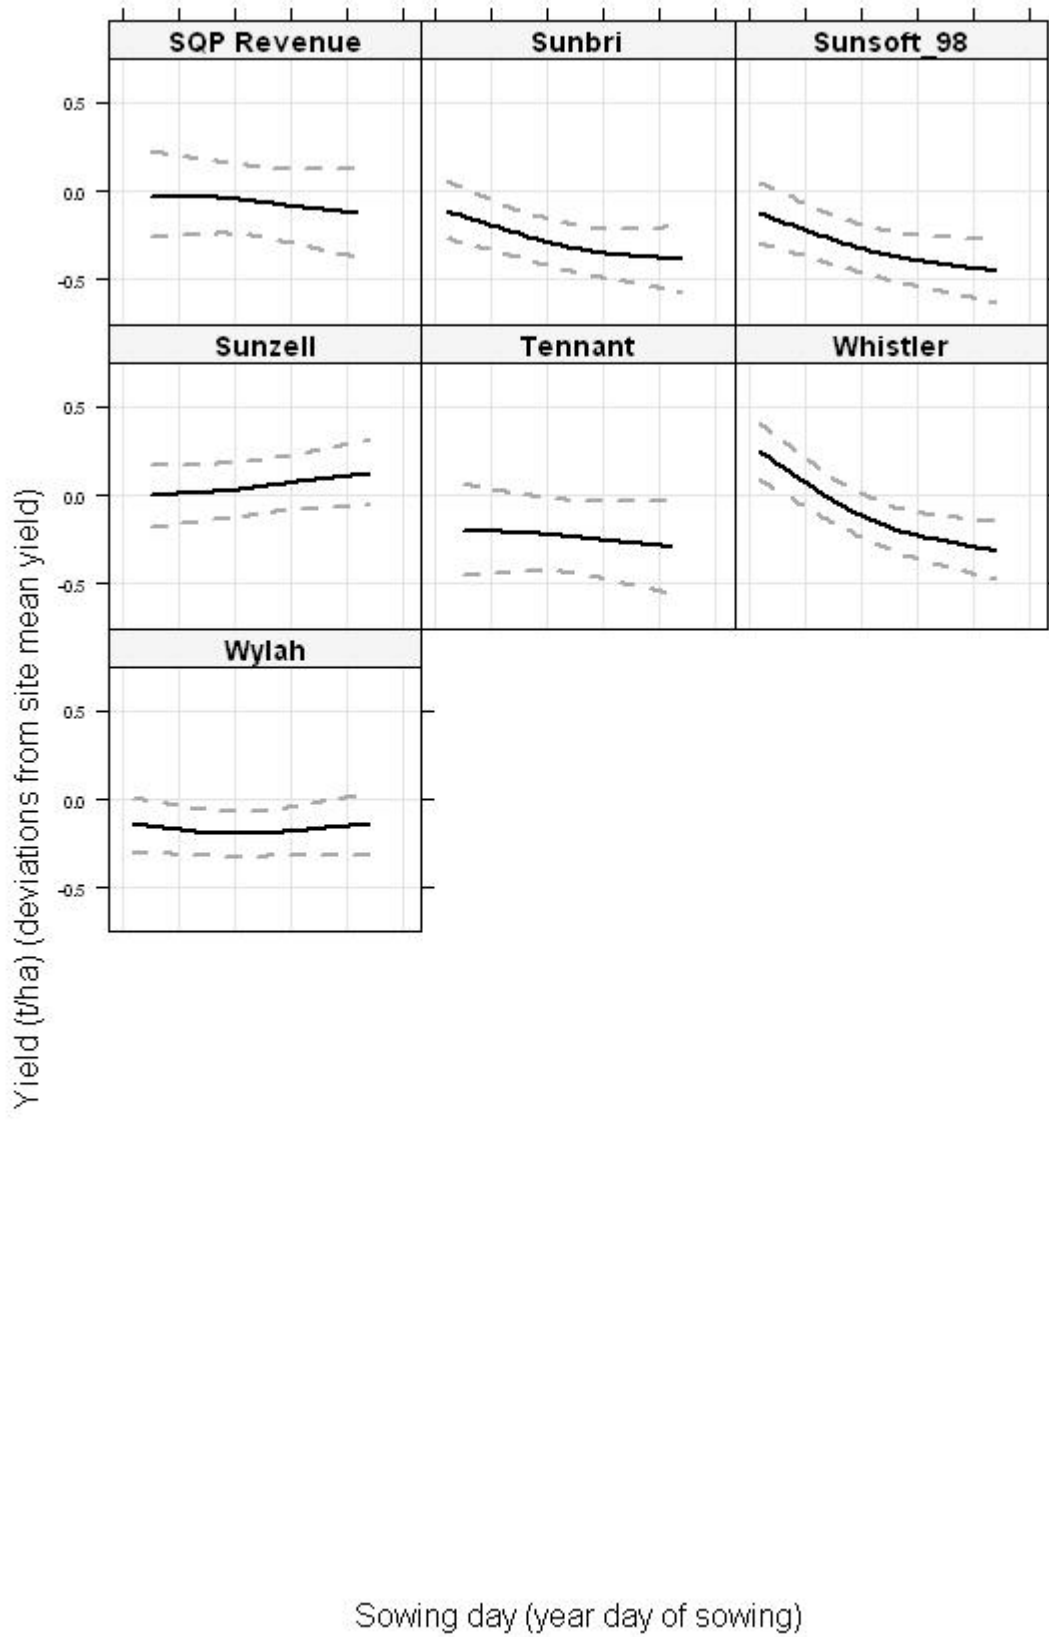 SQP Revenue Sunbri Sunsoft_98
0.5
0.0
-0.5
Sunzell Tennant Whistler
0.5
0.0
-0.5
Wylah
0.5
0.0
-0.5
Yield (t/ha) (deviations from site mean yield)
Sowing day (year day of sowing)